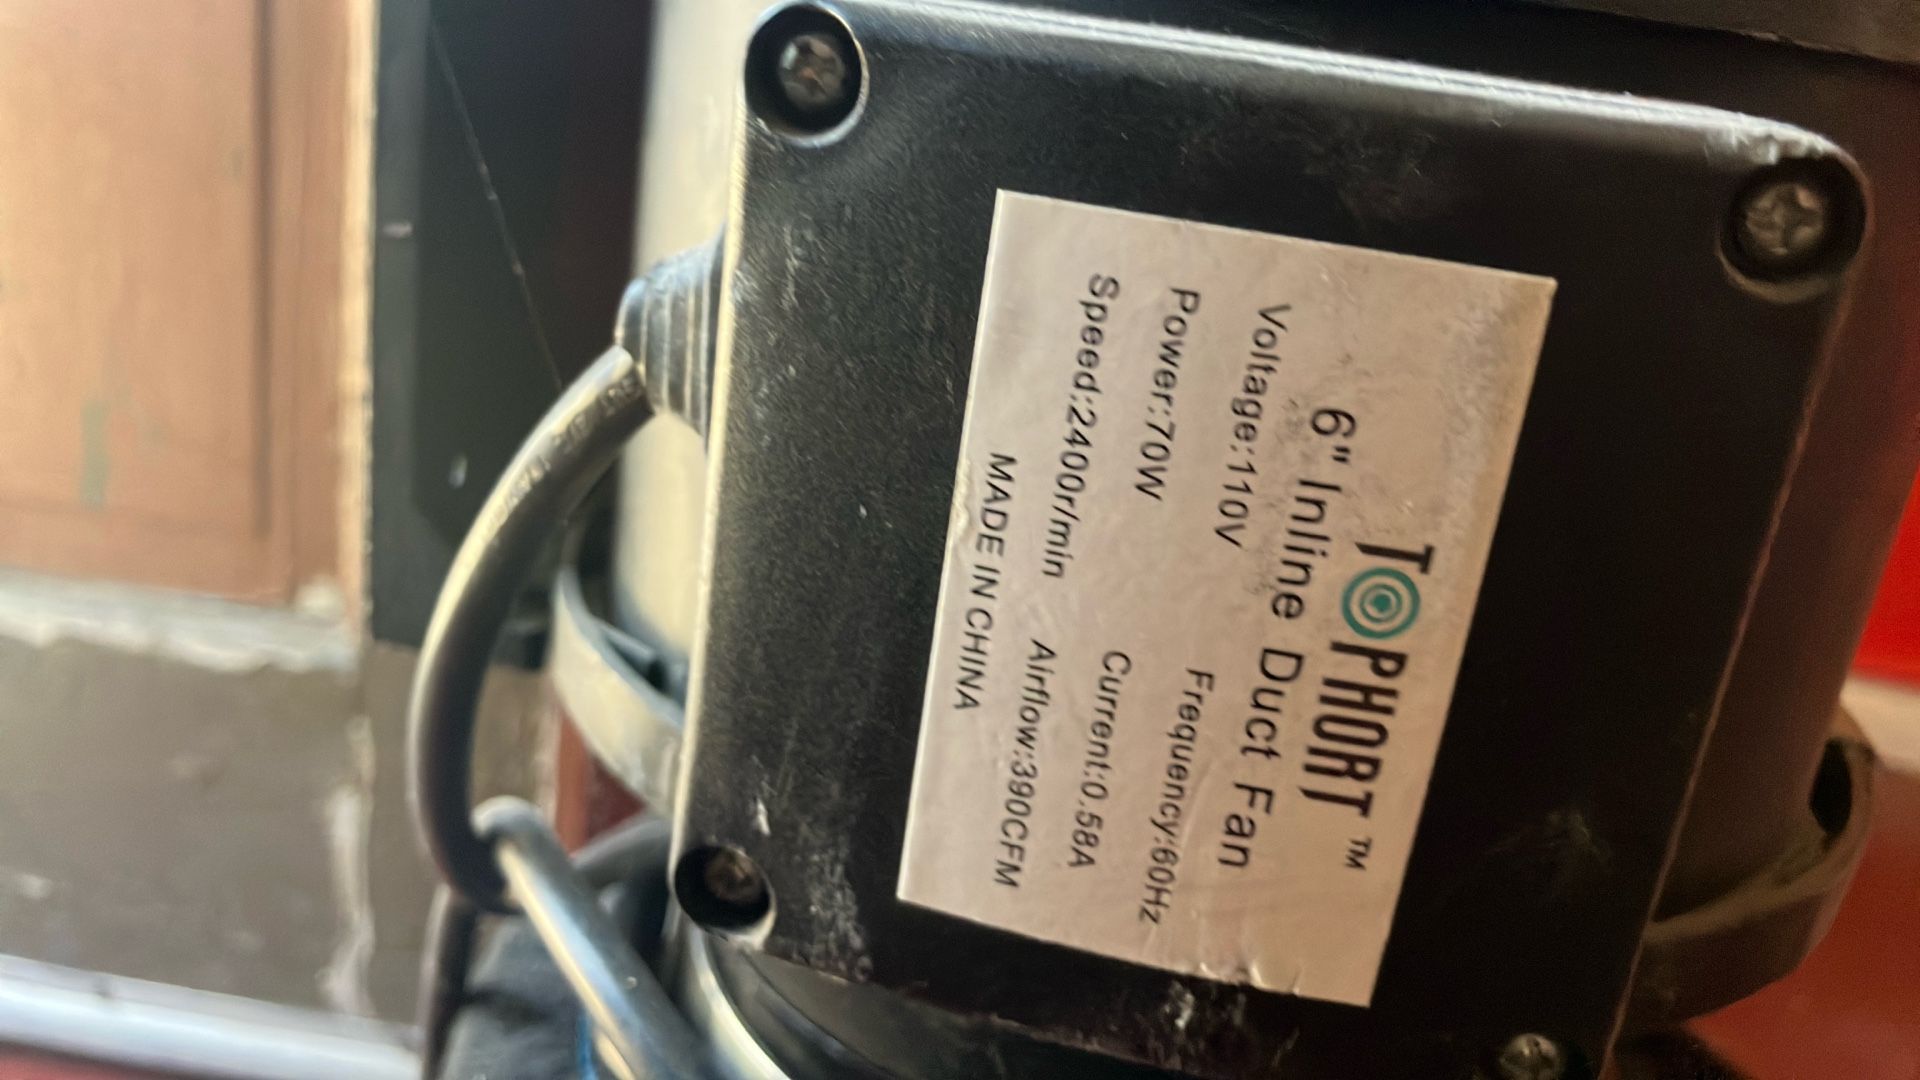 TOPHORT™
6" Inline Duct Fan
Voltage:110V Frequency:60Hz
Power:70W Current:0.58A
Speed:2400r/min Airflow:390CFM
MADE IN CHINA